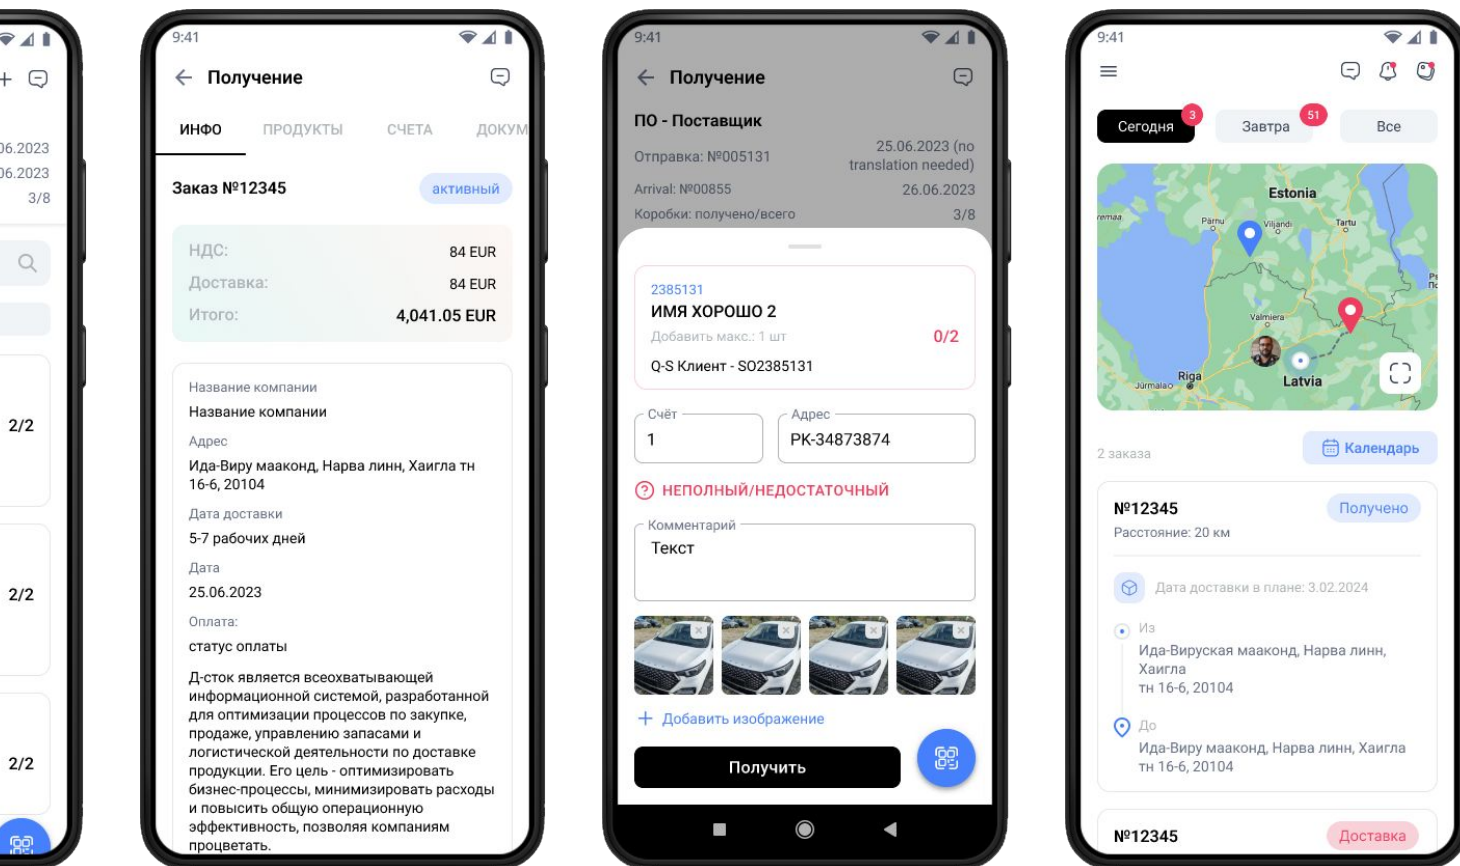 06.2023
06.2023
3/8
2/2
2/2
2/2
9:41
Получение
ИНФО ПРОДУКТЫ СЧЕТА ДОКУМ
Заказ №12345 активный
НДС: 84 EUR
Доставка: 84 EUR
Итого: 4,041.05 EUR
Название компании
Название компании
Адрес
Ида-Виру мааконд, Нарва линн, Хаигла тн
16-6, 20104
Дата доставки
5-7 рабочих дней
Дата
25.06.2023
Оплата:
статус оплаты
Д-сток является всеохватывающей
информационной системой, разработанной
для оптимизации процессов по закупке,
продаже, управлению запасами и
логистической деятельности по доставке
продукции. Его цель - оптимизировать
бизнес-процессы, минимизировать расходы
и повысить общую операционную
эффективность, позволяя компаниям
процветать.
9:41
Получение
ПО - Поставщик
Отправка: №005131 25.06.2023 (no
translation needed)
Arrival: №00855 26.06.2023
Коробки: получено/всего 3/8
2385131
ИМЯ ХОРОШО 2
Добавить макс.: 1 шт 0/2
Q-S Клиент - SO2385131
Счёт Адрес
1 PK-34873874
НЕПОЛНЫЙ/НЕДОСТАТОЧНЫЙ
Комментарий
Текст
+ Добавить изображение
Получить
9:41
Сегодня 3 Завтра 51 Все
Estonia
Pärnu
Viljandi
Tartu
Valmiera
Riga
Jūrmala
Latvia
2 заказа Календарь
№12345 Получено
Расстояние: 20 км
Дата доставки в плане: 3.02.2024
Из
Ида-Вируская мааконд, Нарва линн,
Хаигла
тн 16-6, 20104
До
Ида-Виру мааконд, Нарва линн, Хаигла
тн 16-6, 20104
№12345 Доставка